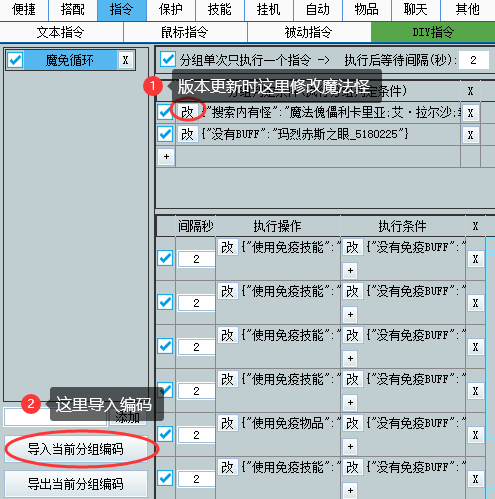 便捷 搭配 指令 保护 技能 挂机 自动 物品 聊天 其他
文本指令 鼠标指令 被动指令 DIY指令
魔免循环 X
分组单次只执行一个指令 -> 执行后等待间隔(秒): 2
1 版本更新时这里修改魔法怪
改 {"搜索内有怪":"魔法傀儡利卡里亚;艾·拉尔沙; X
改 {"没有BUFF":"玛烈赤斯之眼_5180225"} X
+
间隔秒 执行操作 执行条件 X
2 改 {"使用免疫技能":" 改 {"没有免疫BUFF":" X
+
2 改 {"使用免疫技能":" 改 {"没有免疫BUFF":" X
+
2 改 {"使用免疫技能":" 改 {"没有免疫BUFF":" X
+
2 改 {"使用免疫技能":" 改 {"没有免疫BUFF":" X
+
2 改 {"使用免疫物品":" 改 {"没有免疫BUFF":" X
+
2 改 {"使用免疫技能":" 改 {"没有免疫BUFF":" X
+
2 这里导入编码
添加
导入当前分组编码
导出当前分组编码